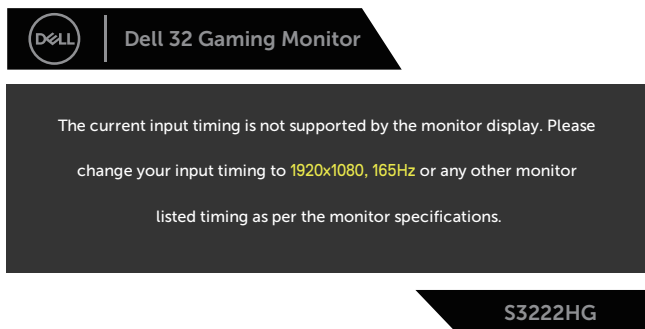 DELL
Dell 32 Gaming Monitor
The current input timing is not supported by the monitor display. Please
change your input timing to 1920x1080, 165Hz or any other monitor
listed timing as per the monitor specifications.
S3222HG